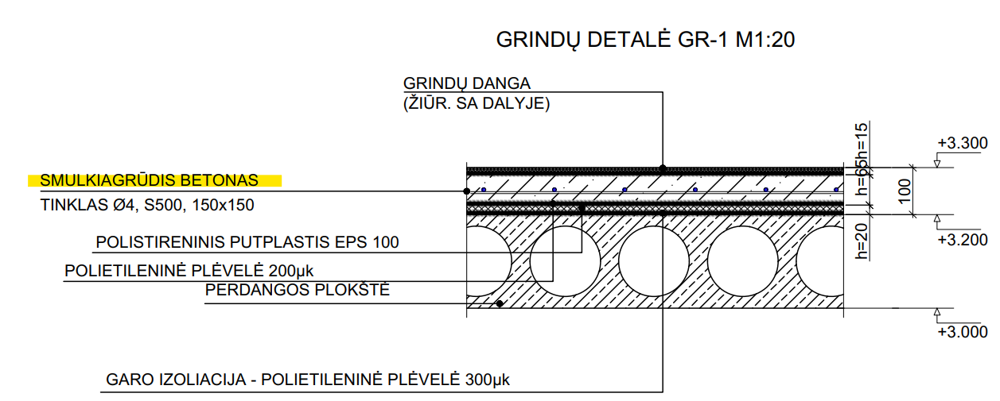 GRINDŲ DETALĖ GR-1 M1:20
GRINDŲ DANGA
(ŽIŪR. SA DALYJE)
SMULKIAGRŪDIS BETONAS
TINKLAS Ø4, S500, 150x150
POLISTIRENINIS PUTPLASTIS EPS 100
POLIETILENINĖ PLĖVELĖ 200µk
PERDANGOS PLOKŠTĖ
GARO IZOLIACIJA - POLIETILENINĖ PLĖVELĖ 300µk
h=15
h=65
h=20
100
+3.300
+3.200
+3.000